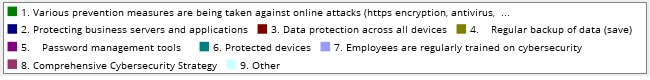 1. Various prevention measures are being taken against online attacks (https encryption, antivirus, ...
2. Protecting business servers and applications 3. Data protection across all devices 4. Regular backup of data (save)
5. Password management tools 6. Protected devices 7. Employees are regularly trained on cybersecurity
8. Comprehensive Cybersecurity Strategy 9. Other